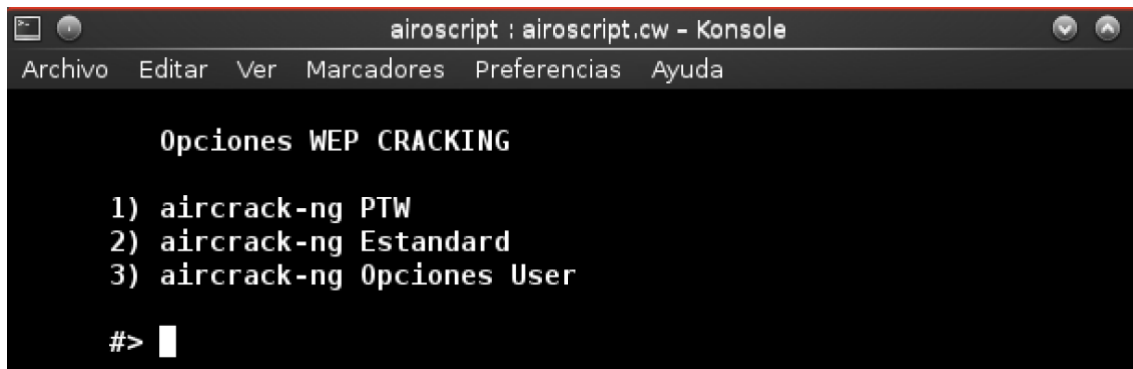 airoscript : airoscript.cw – Konsole
Archivo Editar Ver Marcadores Preferencias Ayuda
Opciones WEP CRACKING
1) aircrack-ng PTW
2) aircrack-ng Estandard
3) aircrack-ng Opciones User
#>